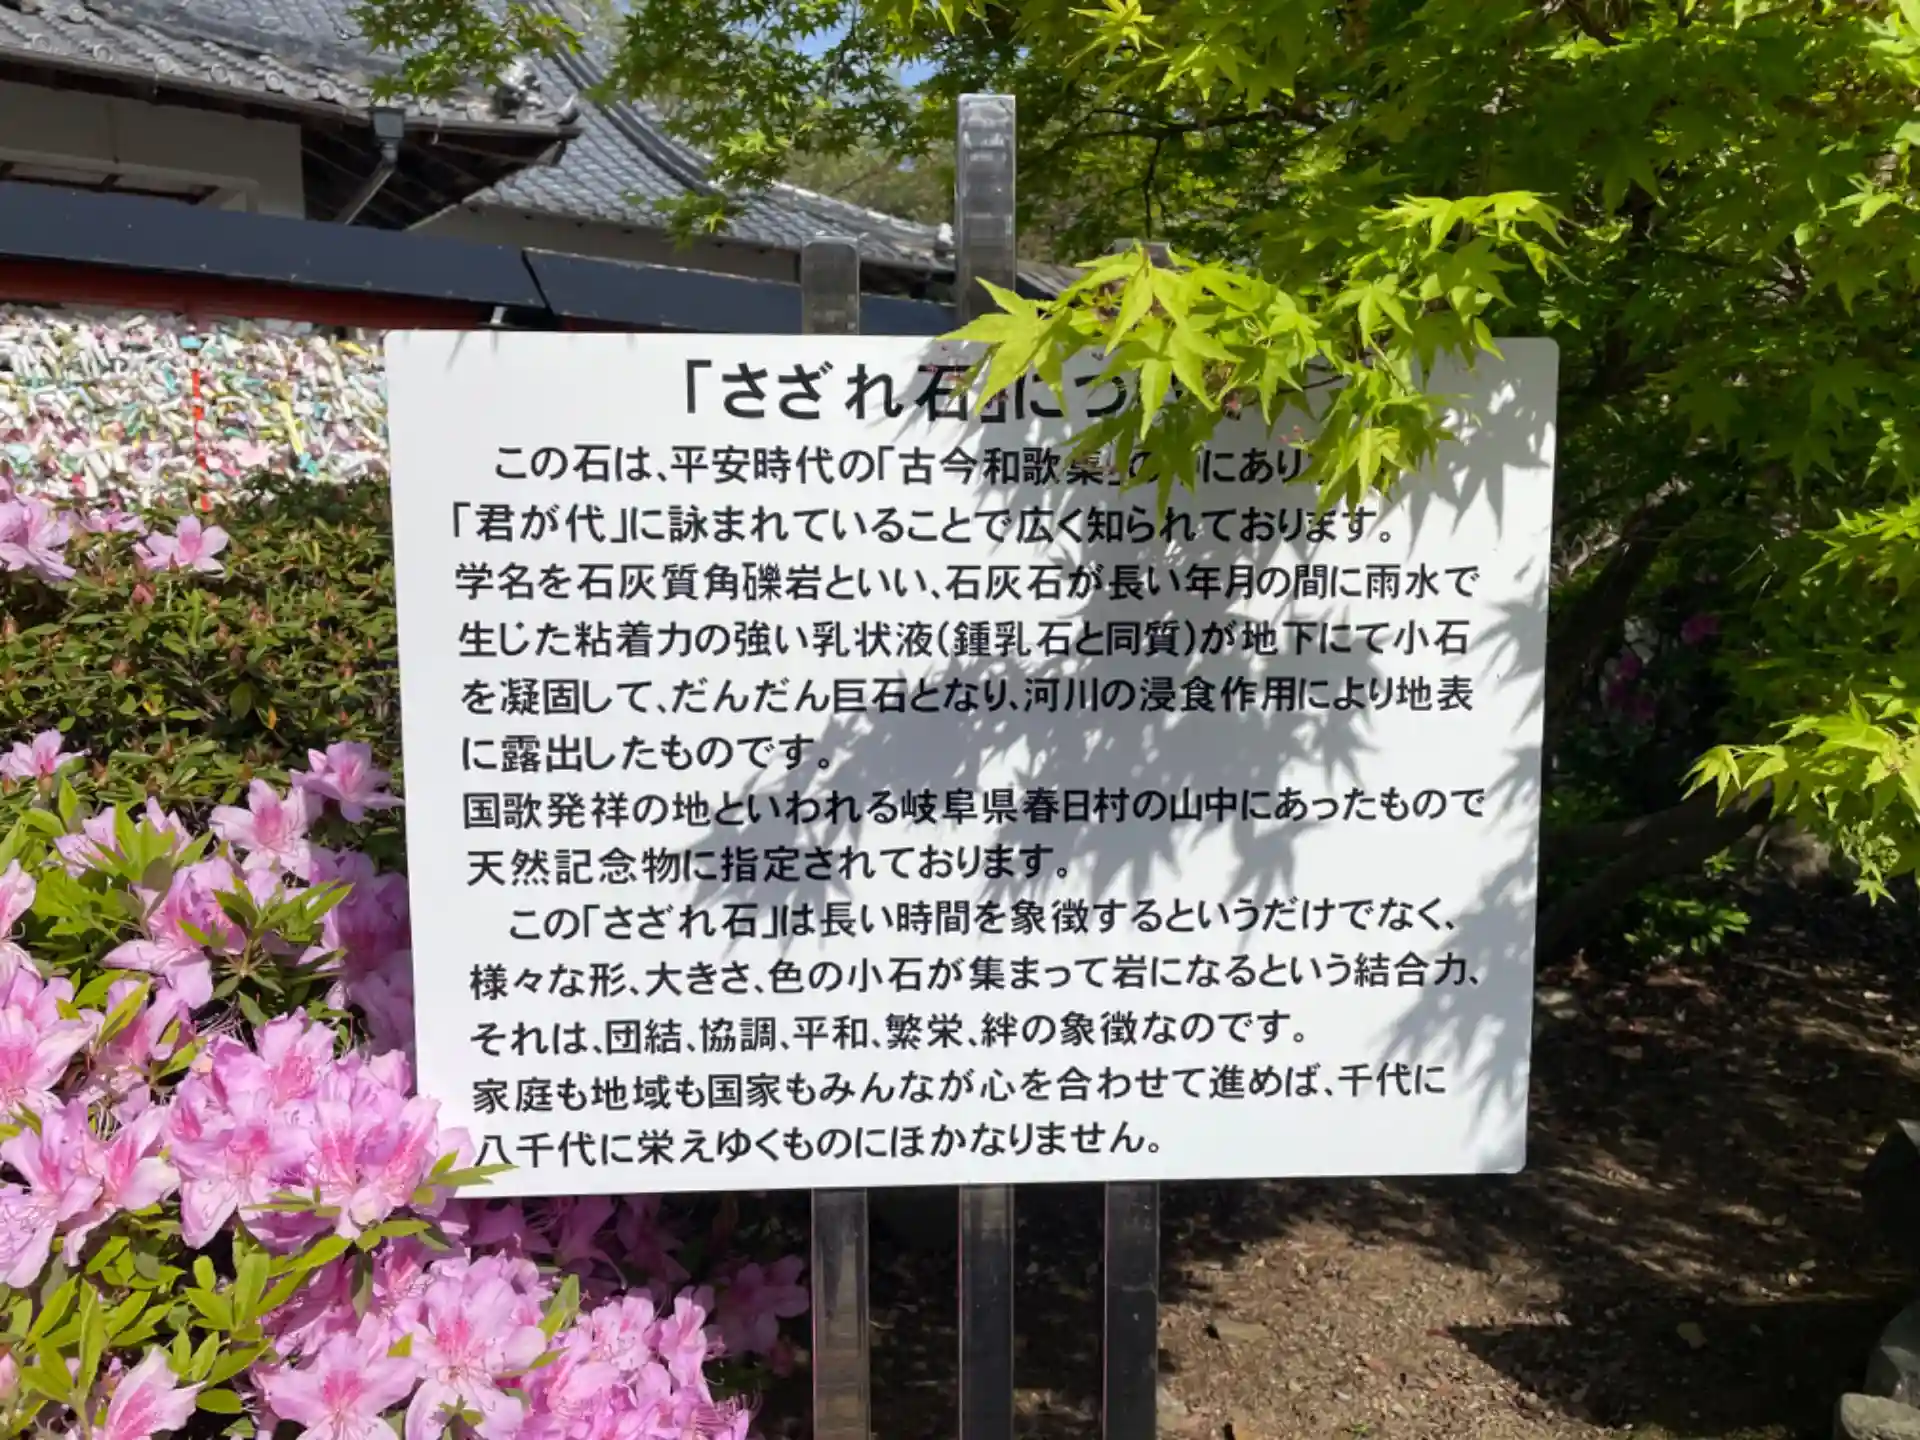 「さざれ石」につ
この石は、平安時代の「古今和歌集」の にあり
「君が代」に詠まれていることで広く知られております。
学名を石灰質角礫岩といい、石灰石が長い年月の間に雨水で
生じた粘着力の強い乳状液(鍾乳石と同質)が地下にて小石
を凝固して、だんだん巨石となり、河川の浸食作用により地表
に露出したものです。
国歌発祥の地といわれる岐阜県春日村の山中にあったもので
天然記念物に指定されております。
この「さざれ石」は長い時間を象徴するというだけでなく、
様々な形、大きさ、色の小石が集まって岩になるという結合力、
それは、団結、協調、平和、繁栄、絆の象徴なのです。
家庭も地域も国家もみんなが心を合わせて進めば、千代に
八千代に栄えゆくものにほかなりません。